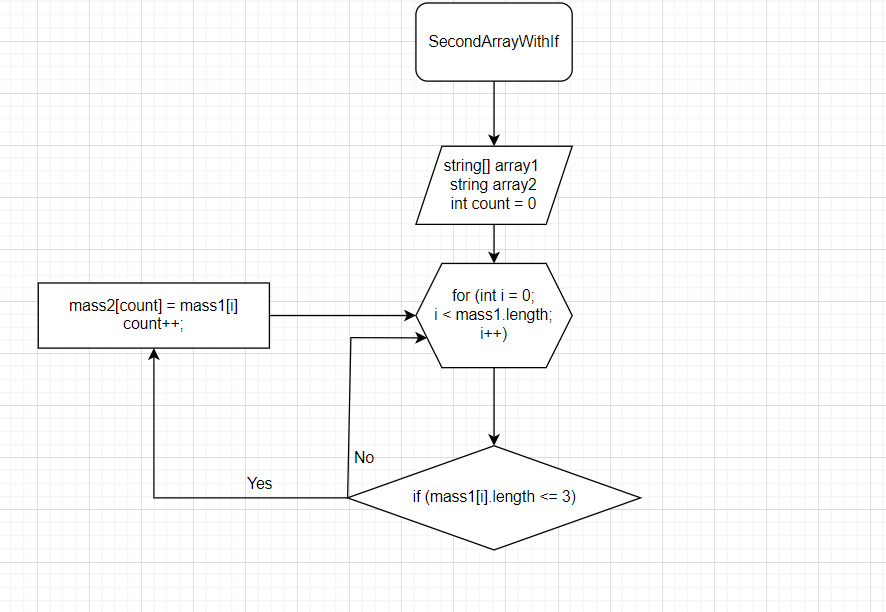 SecondArrayWithIf
string[] array1
string array2
int count = 0
for (int i = 0;
i < mass1.length;
i++)
mass2[count] = mass1[i]
count++;
No
Yes
if (mass1[i].length <= 3)